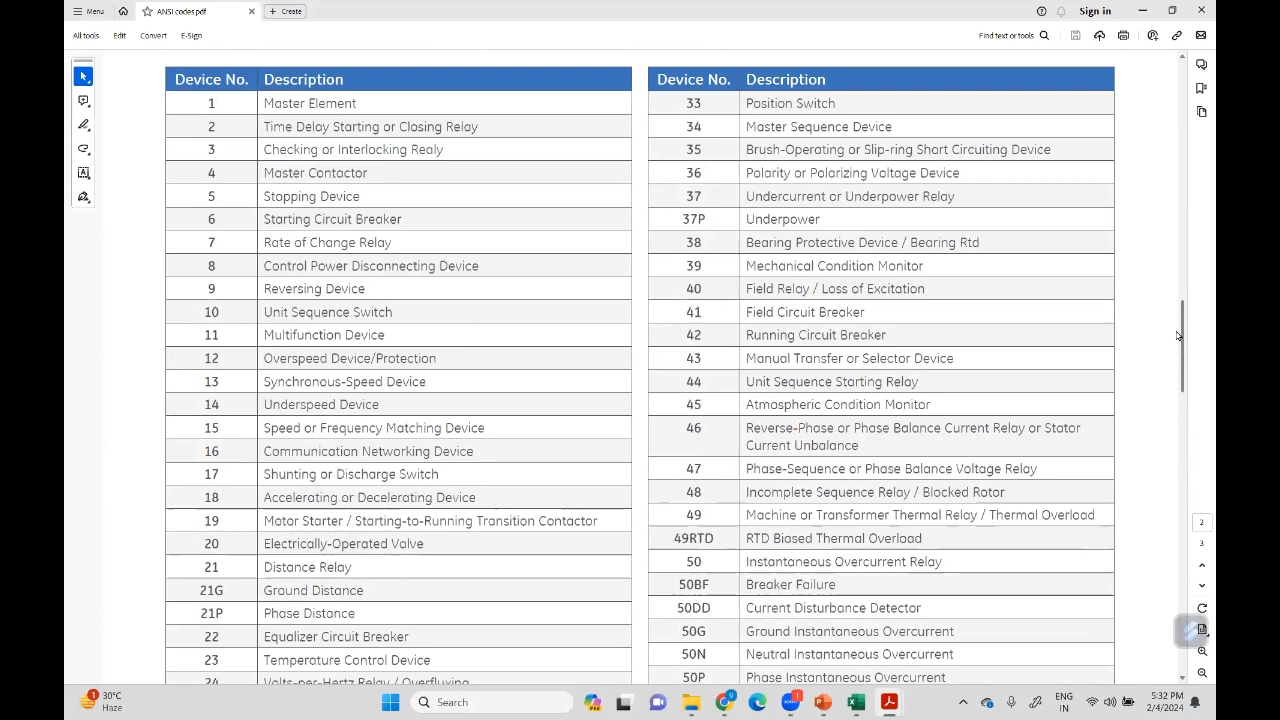 Menu
ANSI codes.pdf
Create
Sign in
All tools
Edit
Convert
E-Sign
Find text or tools
Device No. Description
1 Master Element
2 Time Delay Starting or Closing Relay
3 Checking or Interlocking Realy
4 Master Contactor
5 Stopping Device
6 Starting Circuit Breaker
7 Rate of Change Relay
8 Control Power Disconnecting Device
9 Reversing Device
10 Unit Sequence Switch
11 Multifunction Device
12 Overspeed Device/Protection
13 Synchronous-Speed Device
14 Underspeed Device
15 Speed or Frequency Matching Device
16 Communication Networking Device
17 Shunting or Discharge Switch
18 Accelerating or Decelerating Device
19 Motor Starter / Starting-to-Running Transition Contactor
20 Electrically-Operated Valve
21 Distance Relay
21G Ground Distance
21P Phase Distance
22 Equalizer Circuit Breaker
23 Temperature Control Device
24 Volts-per-Hertz Relay / Overfluxing
Device No. Description
33 Position Switch
34 Master Sequence Device
35 Brush-Operating or Slip-ring Short Circuiting Device
36 Polarity or Polarizing Voltage Device
37 Undercurrent or Underpower Relay
37P Underpower
38 Bearing Protective Device / Bearing Rtd
39 Mechanical Condition Monitor
40 Field Relay / Loss of Excitation
41 Field Circuit Breaker
42 Running Circuit Breaker
43 Manual Transfer or Selector Device
44 Unit Sequence Starting Relay
45 Atmospheric Condition Monitor
46 Reverse-Phase or Phase Balance Current Relay or Stator
Current Unbalance
47 Phase-Sequence or Phase Balance Voltage Relay
48 Incomplete Sequence Relay / Blocked Rotor
49 Machine or Transformer Thermal Relay / Thermal Overload
49RTD RTD Biased Thermal Overload
50 Instantaneous Overcurrent Relay
50BF Breaker Failure
50DD Current Disturbance Detector
50G Ground Instantaneous Overcurrent
50N Neutral Instantaneous Overcurrent
50P Phase Instantaneous Overcurrent
2
3
1
30°C
Haze
Search
ENG
IN
5:32 PM
2/4/2024